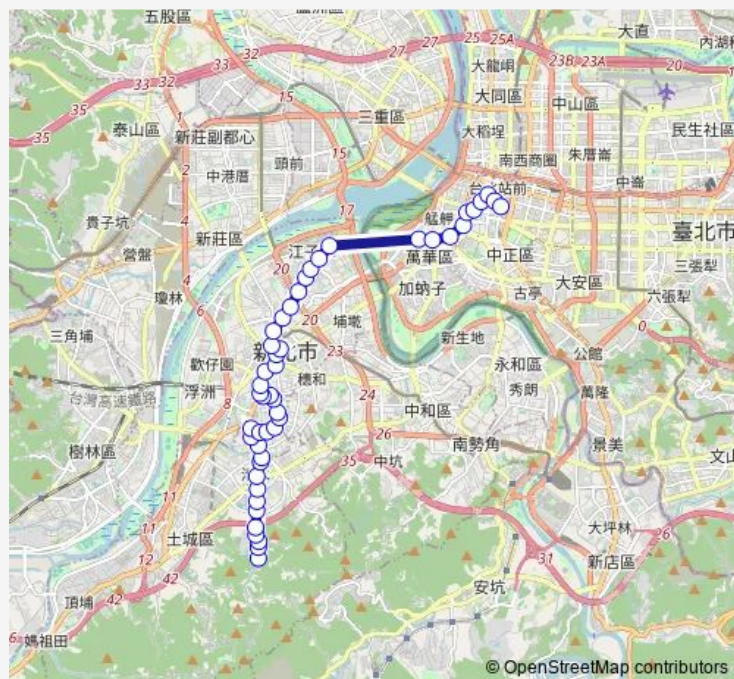 五股區
27
25
25A
大直
33
32
27
23B
23A
20
大龍峒
35
33
1
15
大同區
中山區
35
泰山區
新莊副都心
三重區
大稻埕
民生社區
2
頭前
15
南西商圈
朱厝崙
中港厝
中崙
4
17
貴子坑
新莊區
艋舺
臺北市
營盤
江子
20
萬華區
中正區
三張犁
瓊林
加蚋子
大安區
古亭
六張犁
6
20
埔墘
新生地
0
三角埔
新北市
23
公館
歡仔園
永和區
台灣高速鐵路
浮洲
穗和
秀朗
萬隆
8
24
中和區
26
南勢角
景美
樹林區
35
中坑
文山
11
11
土城區
大坪林
26
12
31
新店區
42
頂埔
42
安坑
媽祖田
© OpenStreetMap contributors